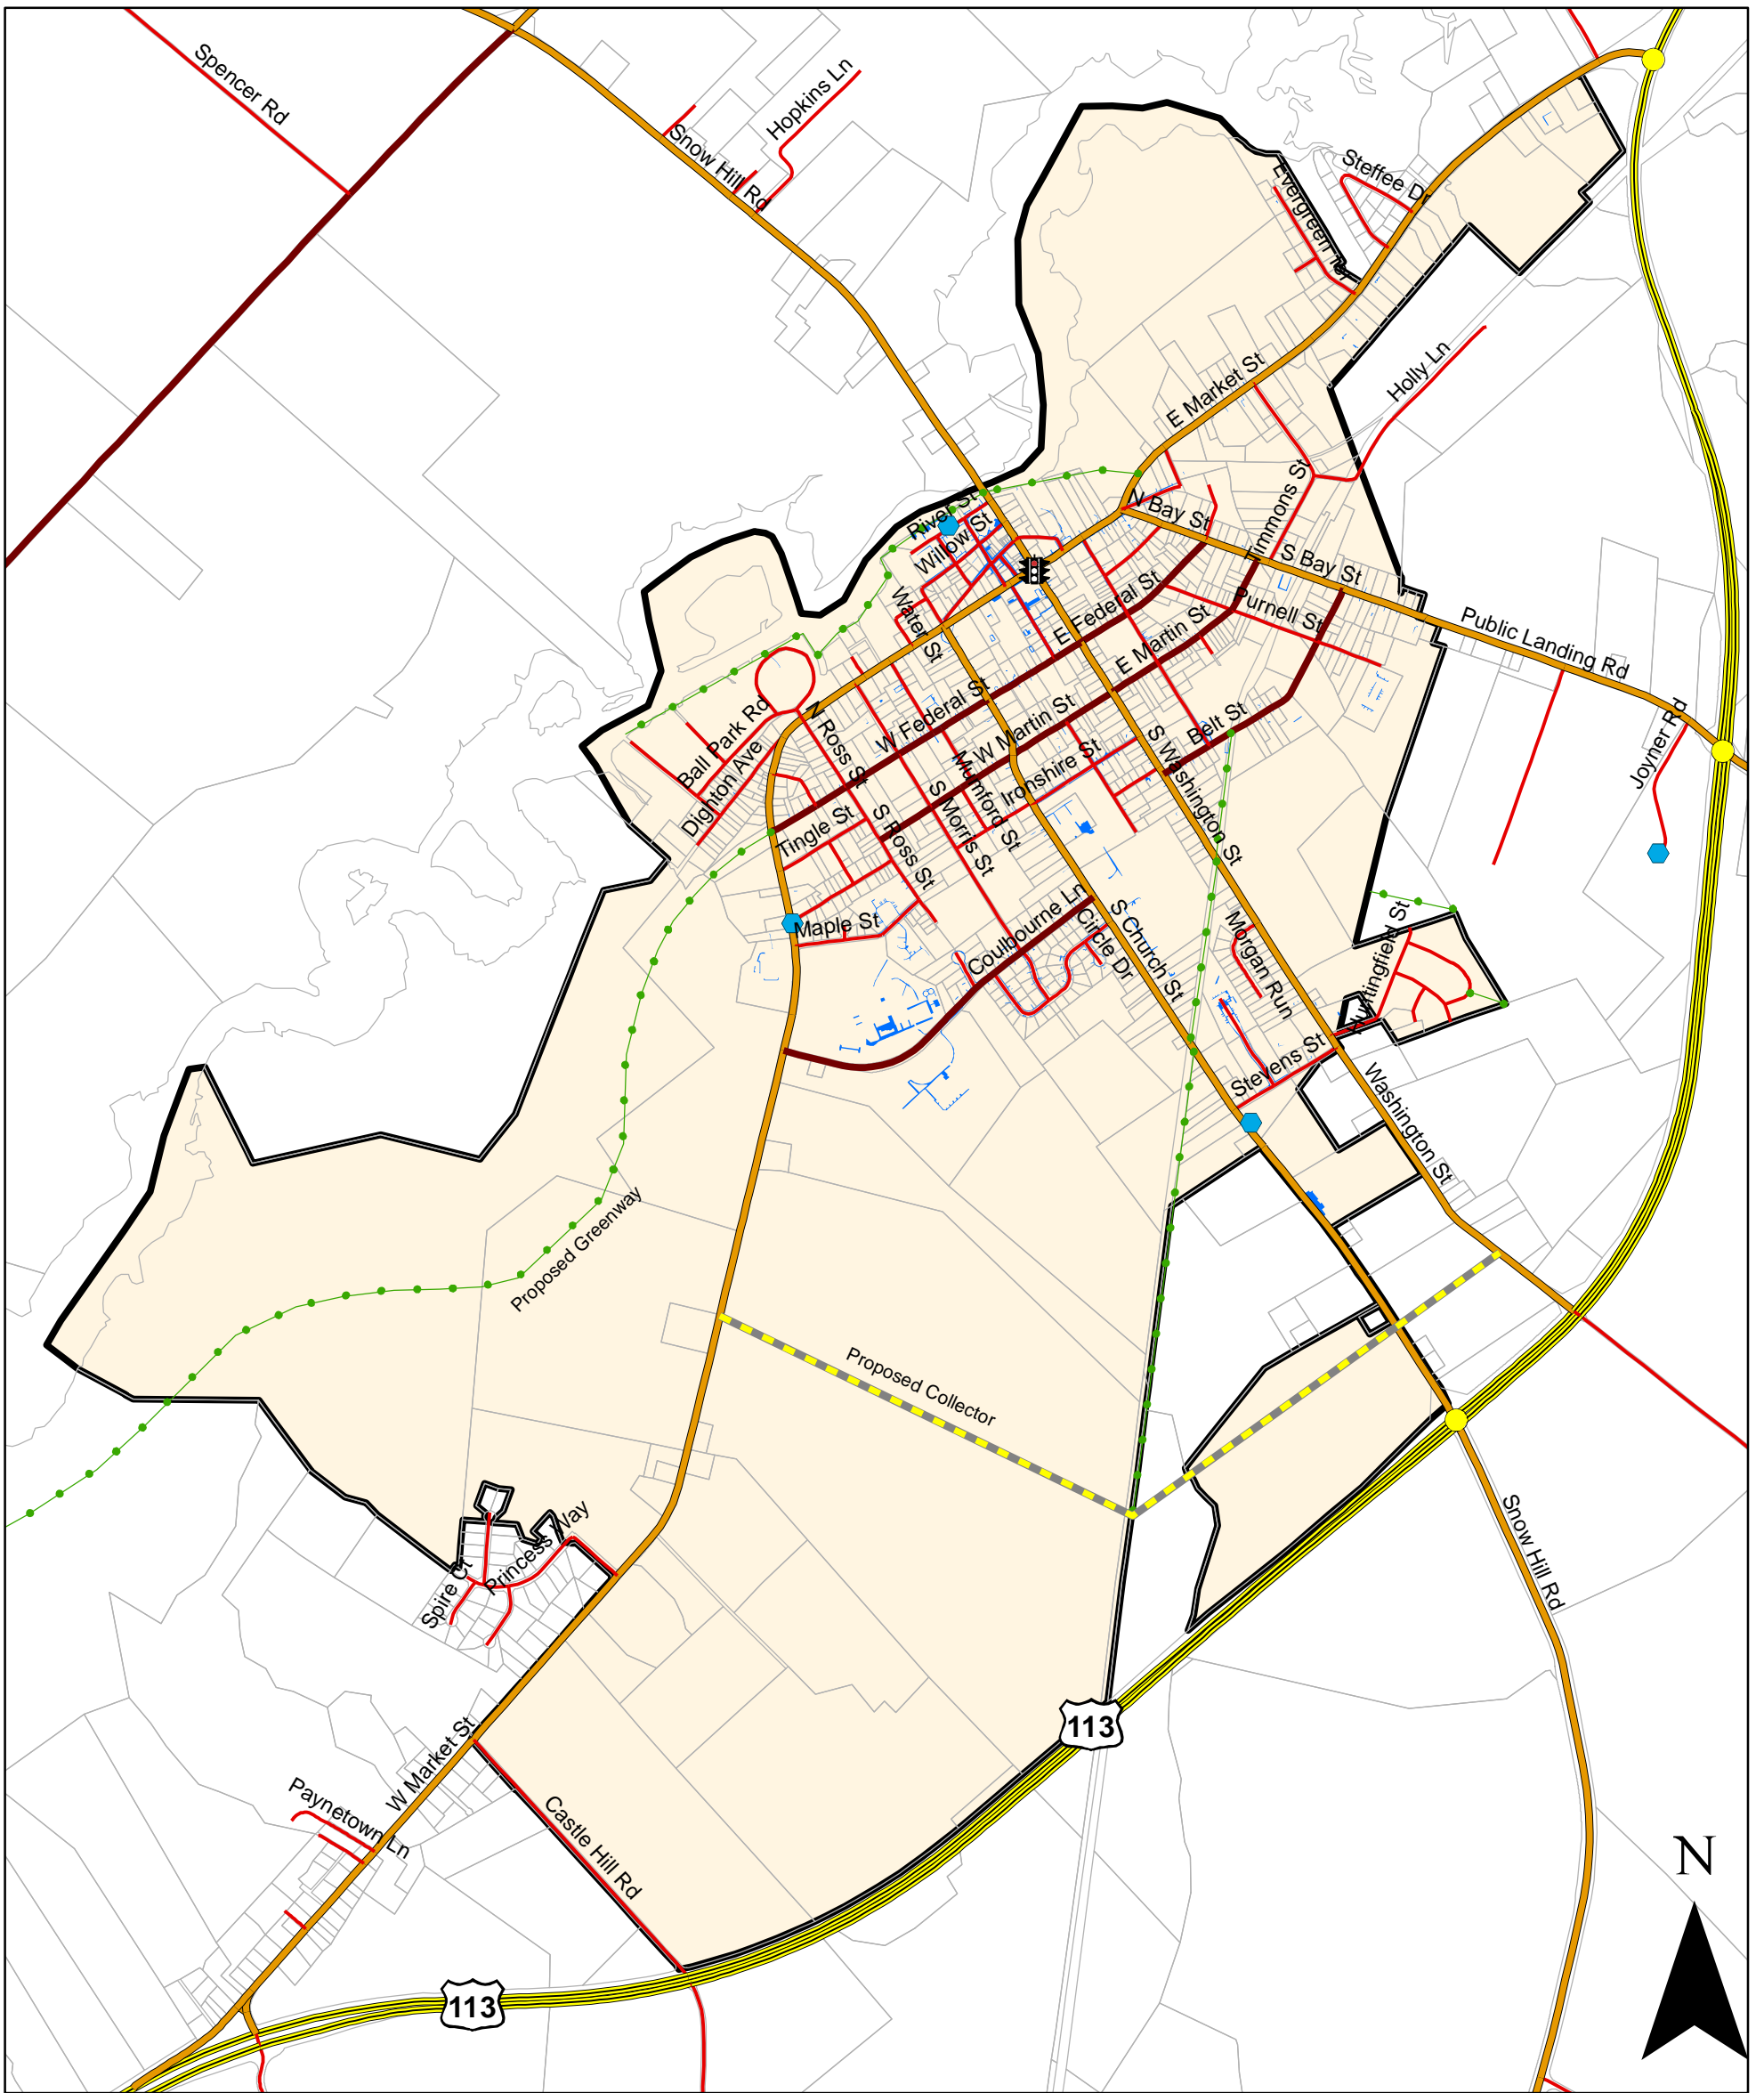 Spencer Rd
Snow Hill Rd
Hopkins Ln
Steffee Dr
Evergreen Ter
E Market St
Holly Ln
N Bay St
Timmons St
S Bay St
River St
Willow St
Water St
E Federal St
Purnell St
E Martin St
Public Landing Rd
Joyner Rd
W Federal St
N Ross St
Ball Park Rd
Dighton Ave
W Martin St
Belt St
S Washington St
Mumford St
Ironshire St
Tingle St
S Ross St
S Morris St
Maple St
Coulbourne Ln
Circle Dr
S Church St
Morgan Run
Huntingfield St
Stevens St
Washington St
Proposed Greenway
Proposed Collector
Snow Hill Rd
Princess Way
Spire Ct
W Market St
Paynetown Ln
Castle Hill Rd
113
113
N